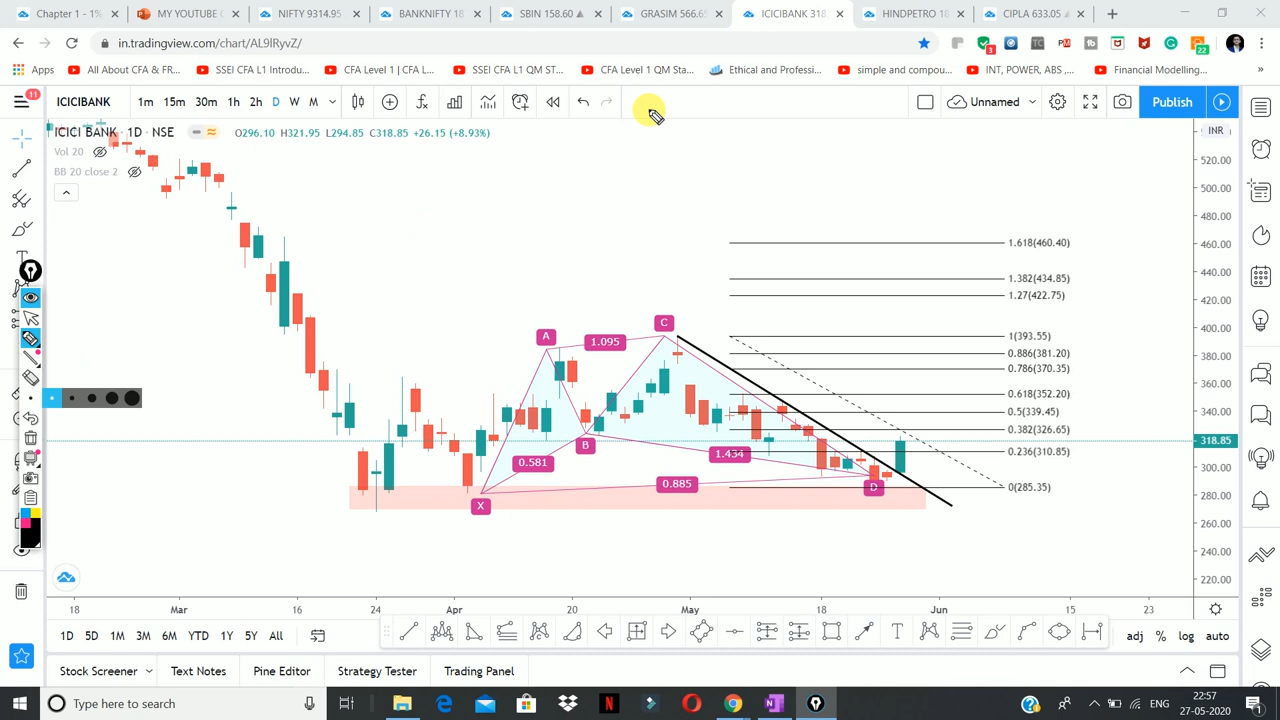 Chapter 1 - 1%
MY YOUTUBE C
NIFTY 9314.95
BANKNIFTY 18
SBIN 158.60 ▲
GRASIM 566.65
ICICIBANK 318.
HINDPETRO 18
CIPLA 633.05 ▲
in.tradingview.com/chart/AL9lRyvZ/
3
22
Apps
All About CFA & FR...
SSEI CFA L1 Introdu...
CFA Level 1 | CFA L...
SSEI CFA L1 QM ST...
CFA Level 1 QM Sta...
Ethical and Professi...
simple and compou...
INT, POWER, ABS ,...
Financial Modelling...
11
ICICIBANK
1m 15m 30m 1h 2h D W M
Unnamed
Publish
ICICI BANK · 1D · NSE
O296.10 H321.95 L294.85 C318.85 +26.15 (+8.93%)
Vol 20
BB 20 close 2
INR
520.00
500.00
480.00
460.00
440.00
420.00
400.00
380.00
360.00
340.00
318.85
300.00
280.00
260.00
240.00
220.00
1.618(460.40)
1.382(434.85)
1.27(422.75)
1(393.55)
0.886(381.20)
0.786(370.35)
0.618(352.20)
0.5(339.45)
0.382(326.65)
0.236(310.85)
0(285.35)
A
1.095
C
B
0.581
1.434
0.885
D
X
18 Mar 16 24 Apr 20 May 18 Jun 15 23
1D 5D 1M 3M 6M YTD 1Y 5Y All
adj % log auto
Stock Screener
Text Notes
Pine Editor
Strategy Tester
Trading Panel
Type here to search
ENG
22:57
27-05-2020